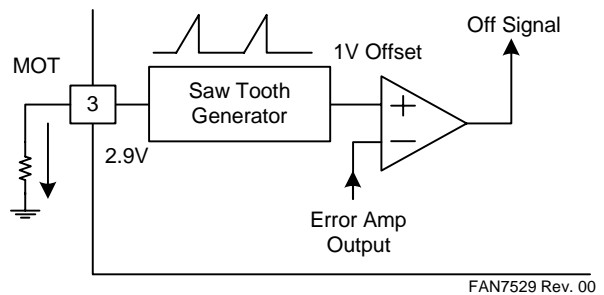 Off Signal
1V Offset
MOT
3
Saw Tooth
Generator
+
−
2.9V
Error Amp
Output
FAN7529 Rev. 00